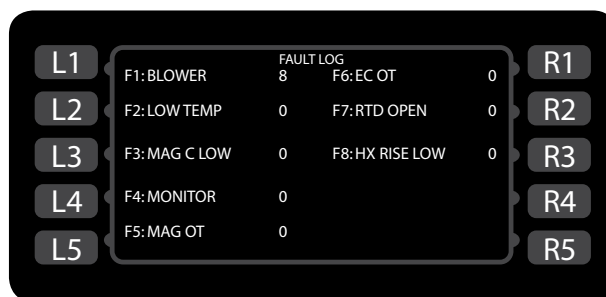 FAULT LOG
L1 F1: BLOWER 8 F6: EC OT 0 R1
L2 F2: LOW TEMP 0 F7: RTD OPEN 0 R2
L3 F3: MAG C LOW 0 F8: HX RISE LOW 0 R3
L4 F4: MONITOR 0 R4
L5 F5: MAG OT 0 R5